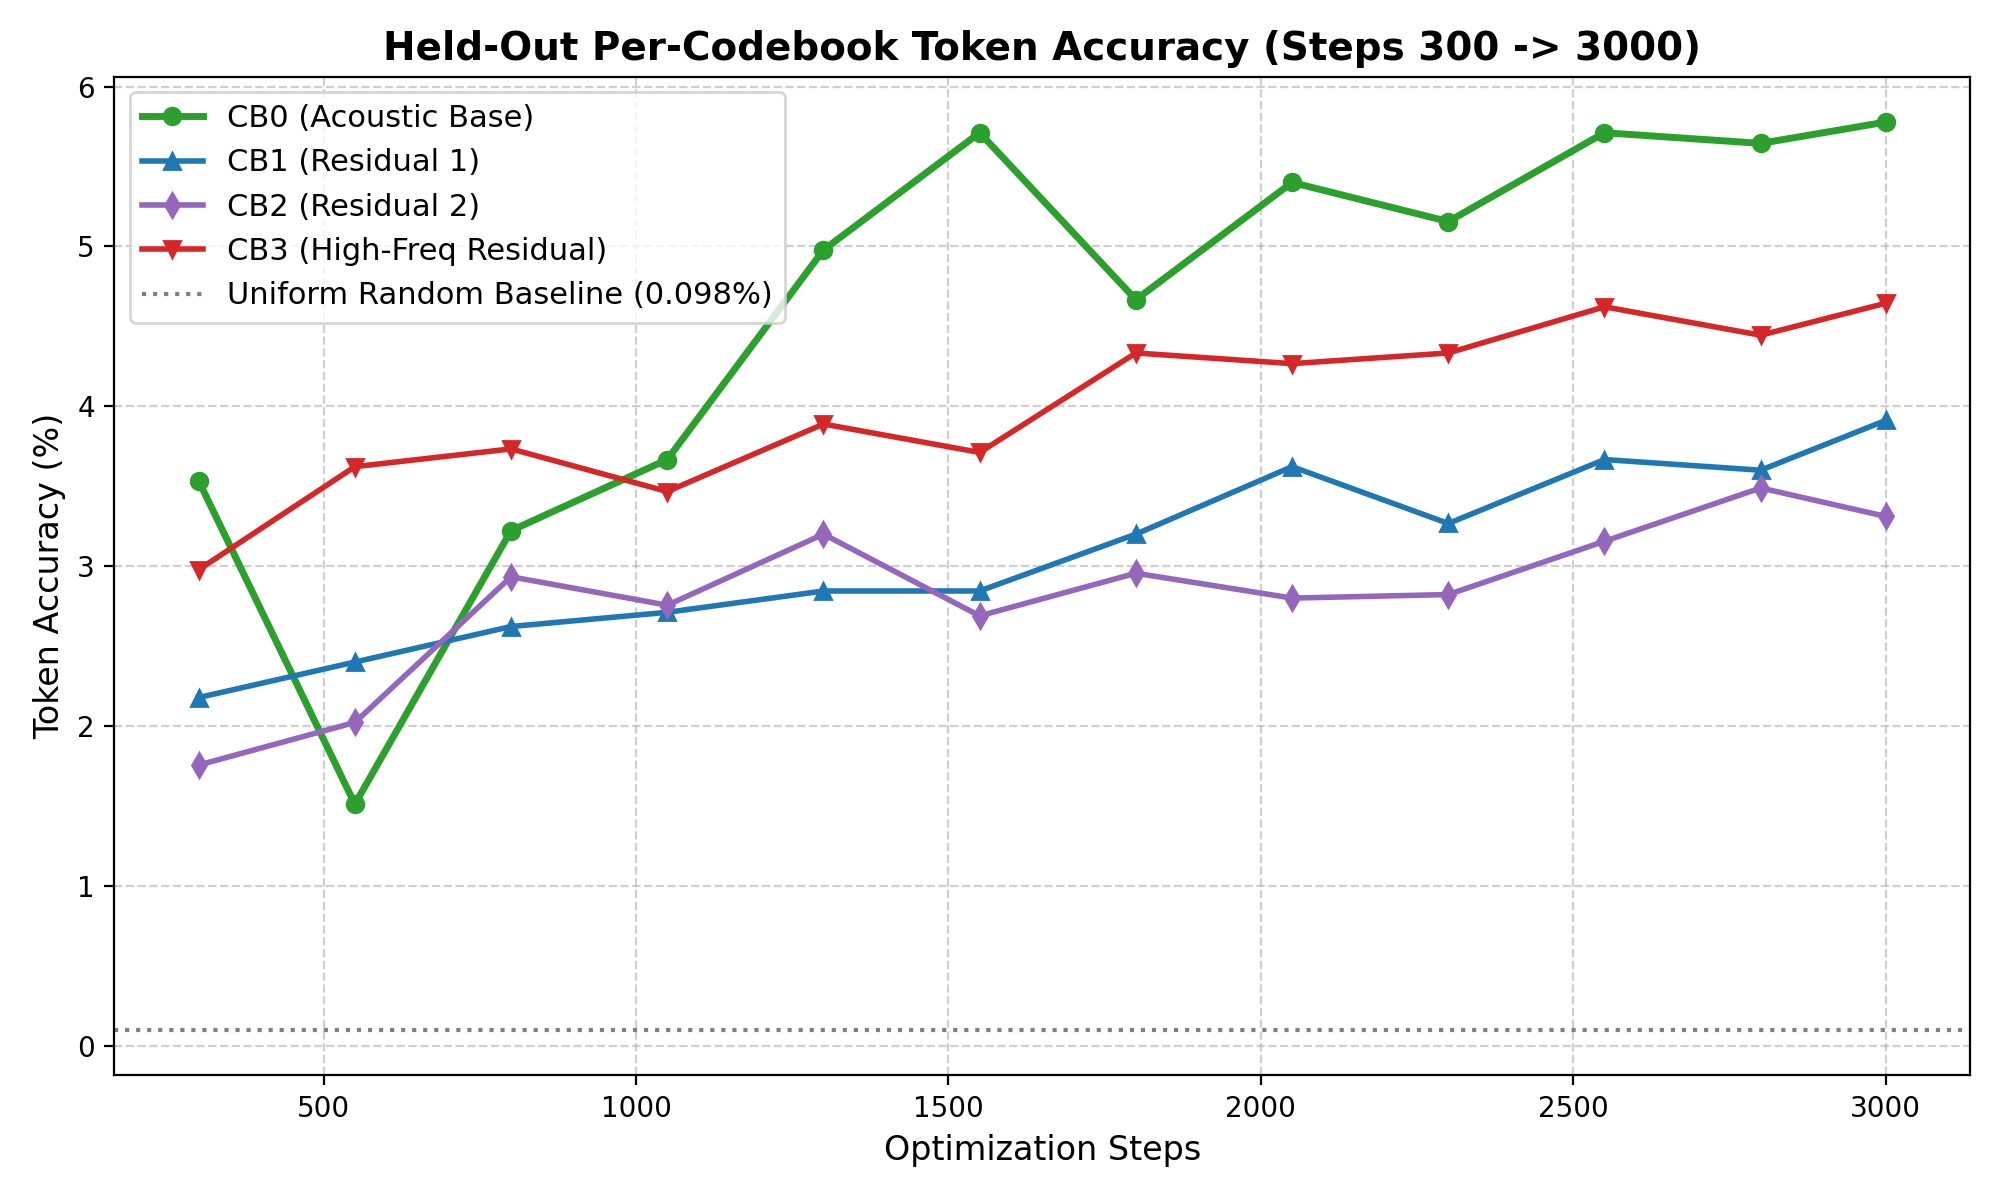 Held-Out Per-Codebook Token Accuracy (Steps 300 -> 3000)
CB0 (Acoustic Base)
CB1 (Residual 1)
CB2 (Residual 2)
CB3 (High-Freq Residual)
Uniform Random Baseline (0.098%)
Token Accuracy (%)
6
5
4
3
2
1
0
500 1000 1500 2000 2500 3000
Optimization Steps